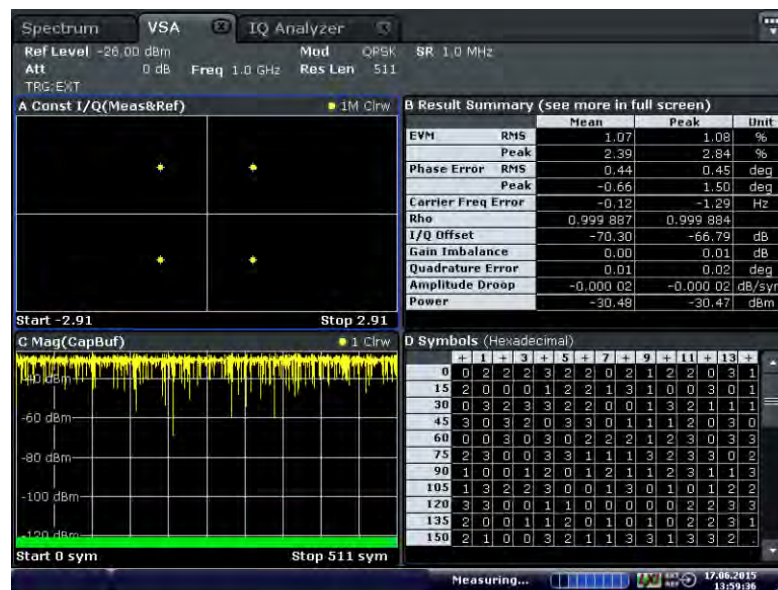 Spectrum VSA IQ Analyzer
Ref Level -26.00 dBm Mod QPSK SR 1.0 MHz
Att 0 dB Freq 1.0 GHz Res Len 511
TRG:EXT
A Const I/Q(Meas&Ref) 1M Clrw
Start -2.91 Stop 2.91
B Result Summary (see more in full screen)
Mean Peak Unit
EVM RMS 1.07 1.08 %
Peak 2.39 2.84 %
Phase Error RMS 0.44 0.45 deg
Peak -0.66 1.50 deg
Carrier Freq Error -0.12 -1.29 Hz
Rho 0.999 887 0.999 884
I/Q Offset -70.30 -66.79 dB
Gain Imbalance 0.00 0.01 dB
Quadrature Error 0.01 0.02 deg
Amplitude Droop -0.000 02 -0.000 02 dB/sym
Power -30.48 -30.47 dBm
C Mag(CapBuf) 1 Clrw
-40 dBm
-60 dBm
-80 dBm
-100 dBm
-120 dBm
Start 0 sym Stop 511 sym
D Symbols (Hexadecimal)
+ 1 + 3 + 5 + 7 + 9 + 11 + 13 +
0 0 2 2 2 3 2 2 0 2 1 2 2 0 3 1
15 2 0 0 0 1 2 2 1 3 1 0 0 3 0 1
30 0 3 2 3 3 2 2 0 0 1 3 2 1 1 1
45 3 0 3 2 0 3 3 0 1 1 1 2 0 3 0
60 0 0 3 0 3 0 2 2 2 1 2 3 0 3 3
75 2 3 0 0 3 3 1 1 1 3 2 3 3 0 3
90 1 0 0 1 2 0 1 2 1 1 2 3 1 1 3
105 1 3 2 2 3 0 0 1 3 0 1 0 1 2 2
120 3 3 0 0 1 1 0 0 0 0 0 2 2 3 3
135 2 0 0 1 1 2 0 1 0 1 0 2 2 3 1
150 2 1 0 0 3 1 1 3 3 1 3 3 2 .
Measuring... 17.06.2015
13:59:36